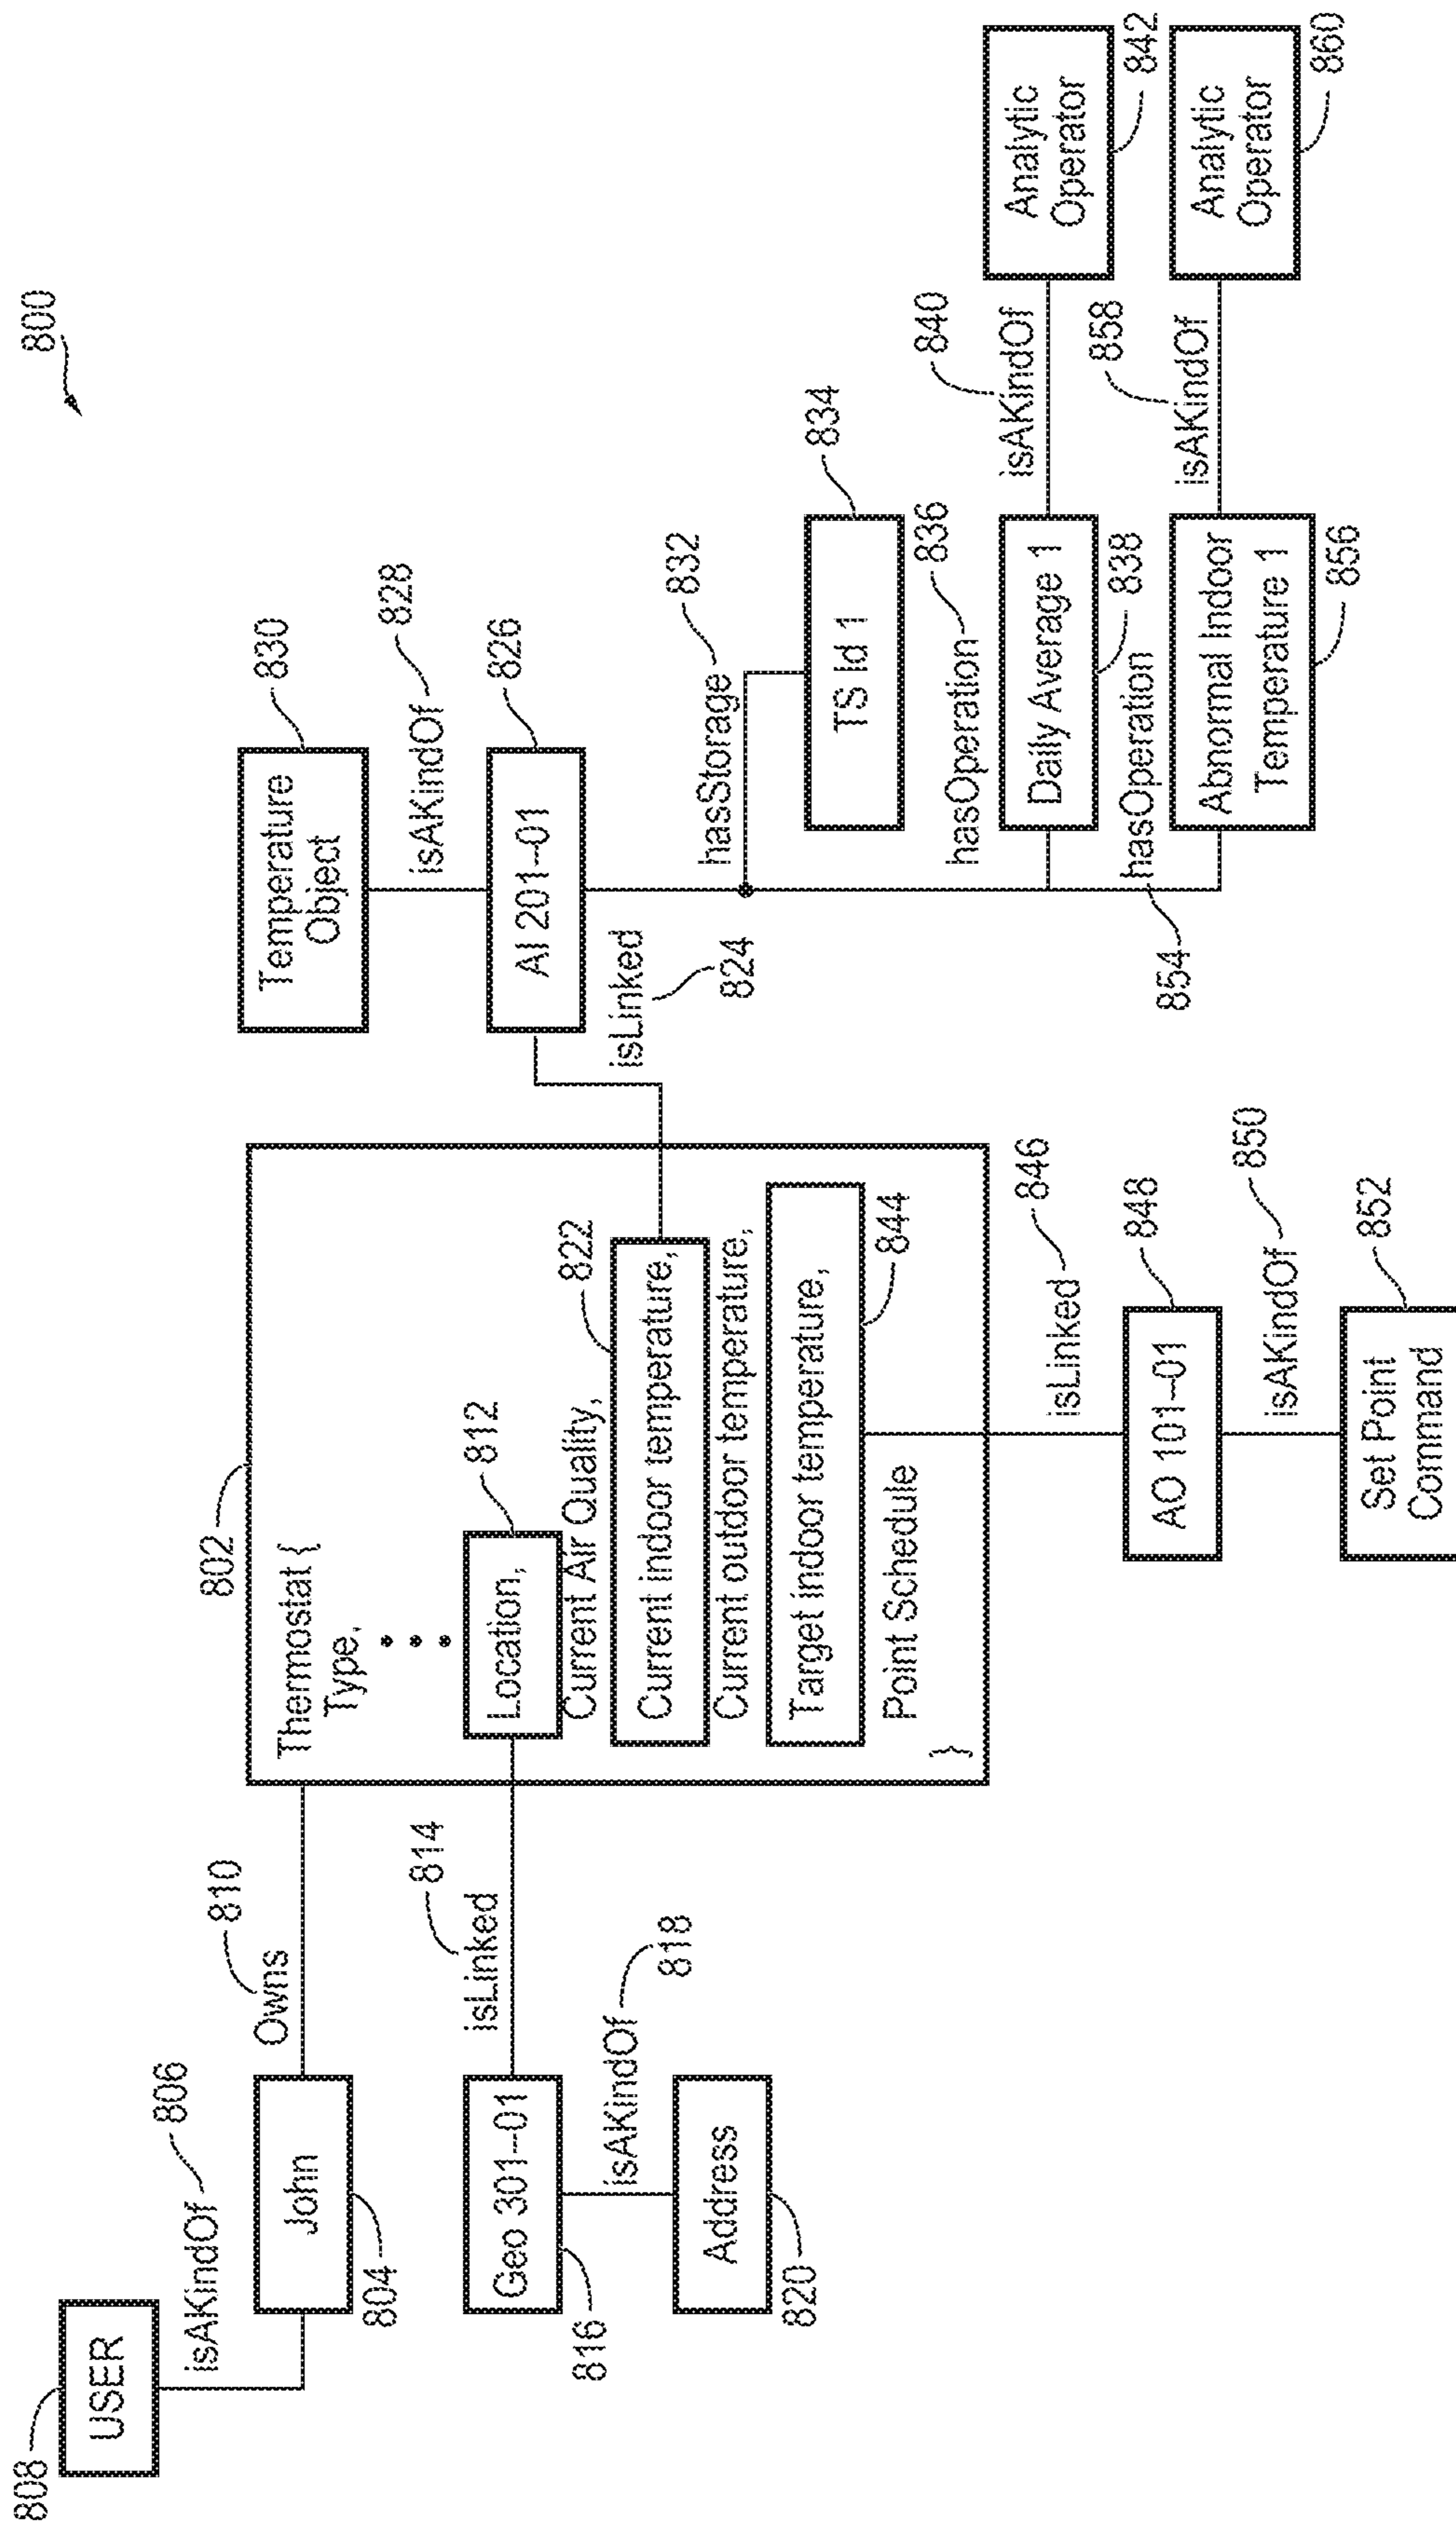 800
808
USER
isAKindOf
806
John
804
Owns
810
802
Thermostat {
Type,
Location,
812
Current Air Quality,
822
Current indoor temperature,
Current outdoor temperature,
Target indoor temperature,
844
Point Schedule
}
isLinked
814
Geo 301-01
816
isAKindOf
818
Address
820
isLinked
846
AO 101-01
848
isAKindOf
850
Set Point
Command
852
Temperature
Object
830
isAKindOf
828
AI 201-01
826
isLinked
824
hasStorage
832
TS Id 1
834
hasOperation
836
Daily Average 1
838
isAKindOf
840
Analytic
Operator
842
hasOperation
854
Abnormal Indoor
Temperature 1
856
isAKindOf
858
Analytic
Operator
860